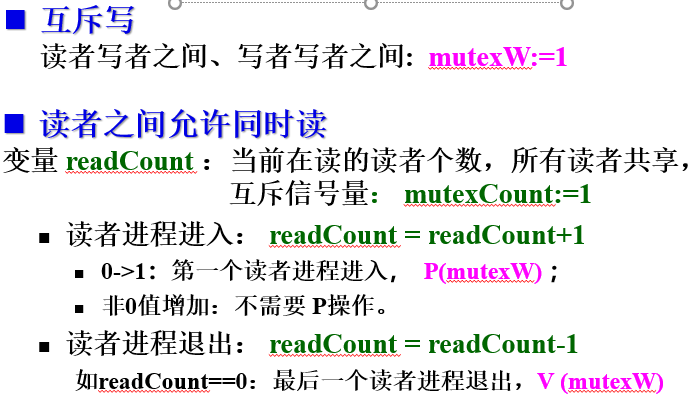 ■ 互斥写
读者写者之间、写者写者之间：mutexW:=1
■ 读者之间允许同时读
变量 readCount ：当前在读的读者个数，所有读者共享，
互斥信号量： mutexCount:=1
■ 读者进程进入： readCount = readCount+1
■ 0->1：第一个读者进程进入， P(mutexW) ；
■ 非0值增加：不需要 P操作。
■ 读者进程退出： readCount = readCount-1
如readCount==0：最后一个读者进程退出，V (mutexW)